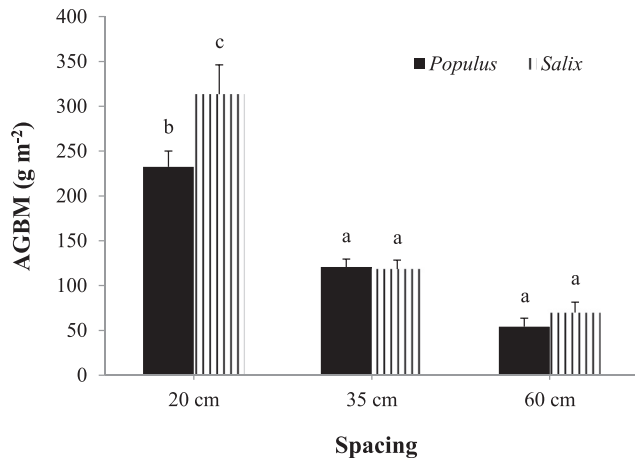 400
350
300
250
200
150
100
50
0
AGBM (g m-2)
Populus Salix
b
c
a a
a a
20 cm 35 cm 60 cm
Spacing